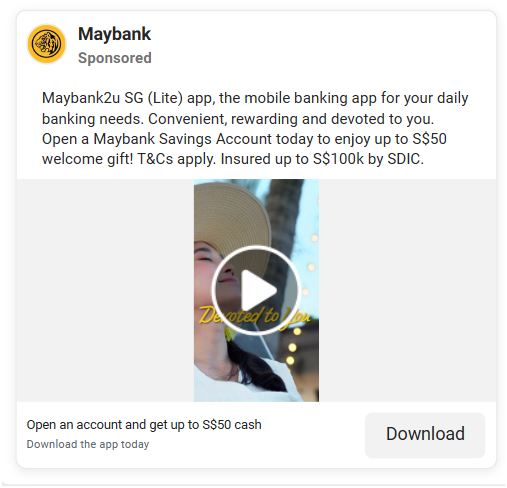 Maybank
Sponsored
Maybank2u SG (Lite) app, the mobile banking app for your daily
banking needs. Convenient, rewarding and devoted to you.
Open a Maybank Savings Account today to enjoy up to S$50
welcome gift! T&Cs apply. Insured up to S$100k by SDIC.
Devoted to You
Open an account and get up to S$50 cash
Download the app today
Download